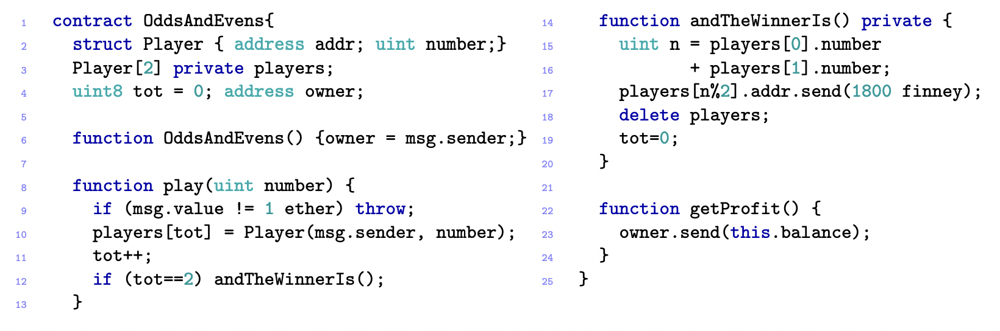 1 contract OddsAndEvens{
2 struct Player { address addr; uint number;}
3 Player[2] private players;
4 uint8 tot = 0; address owner;
5
6 function OddsAndEvens() {owner = msg.sender;}
7
8 function play(uint number) {
9 if (msg.value != 1 ether) throw;
10 players[tot] = Player(msg.sender, number);
11 tot++;
12 if (tot==2) andTheWinnerIs();
13 }
14 function andTheWinnerIs() private {
15 uint n = players[0].number
16 + players[1].number;
17 players[n%2].addr.send(1800 finney);
18 delete players;
19 tot=0;
20 }
21
22 function getProfit() {
23 owner.send(this.balance);
24 }
25 }